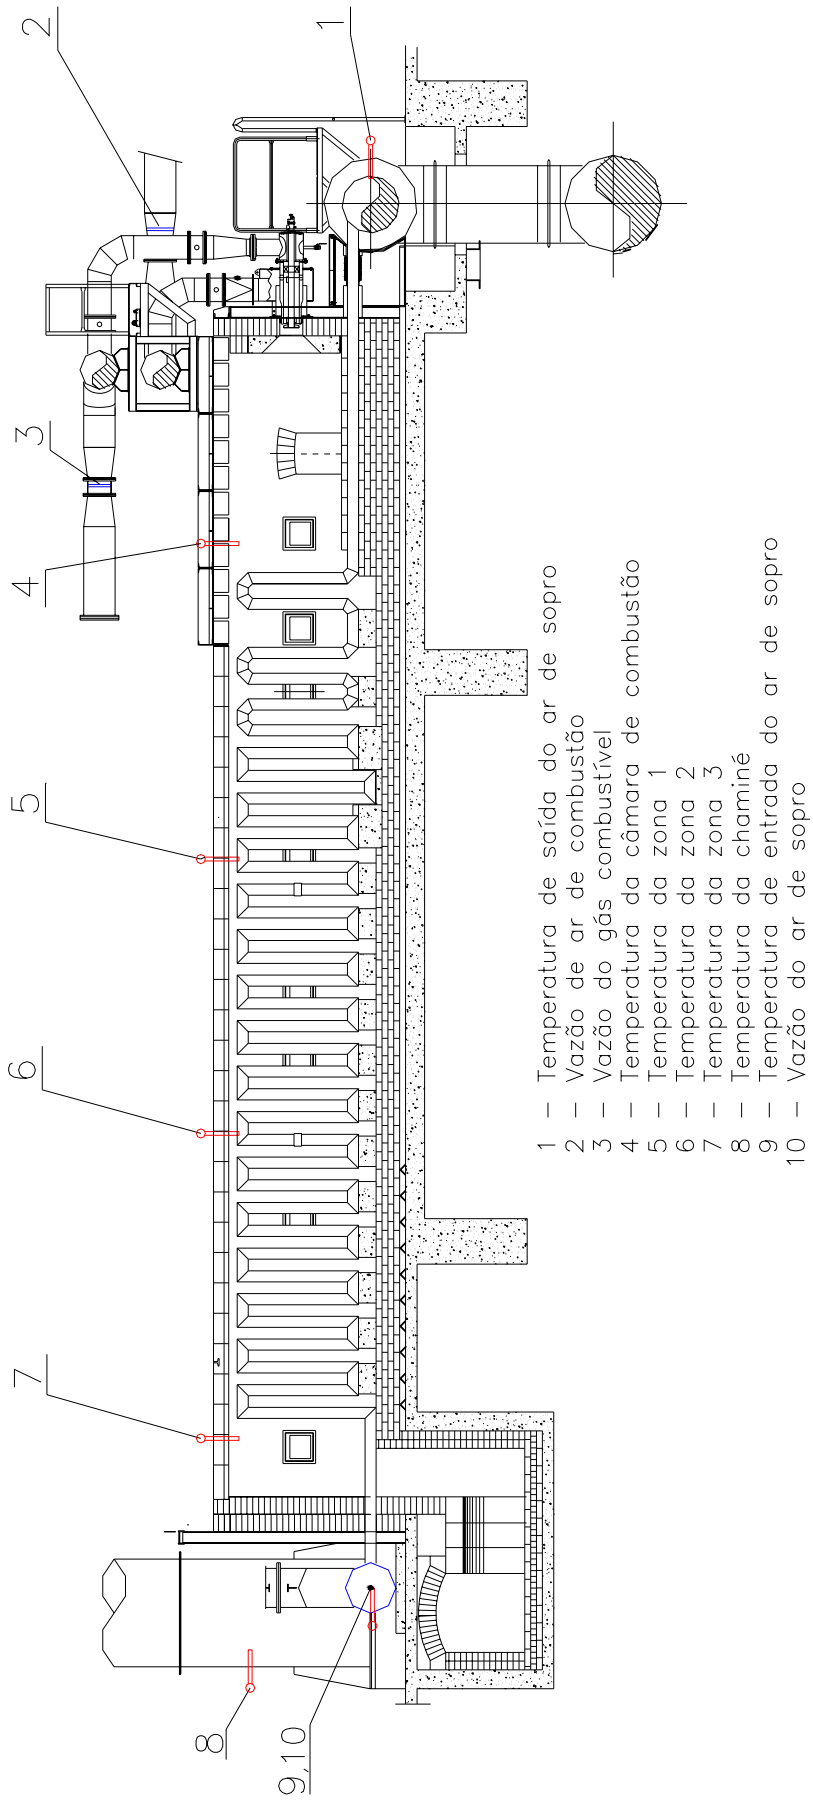 2
1
3
4
5
6
7
8
9,10
1 – Temperatura de saída do ar de sopro
2 – Vazão de ar de combustão
3 – Vazão do gás combustível
4 – Temperatura da câmara de combustão
5 – Temperatura da zona 1
6 – Temperatura da zona 2
7 – Temperatura da zona 3
8 – Temperatura da chaminé
9 – Temperatura de entrada do ar de sopro
10 – Vazão do ar de sopro